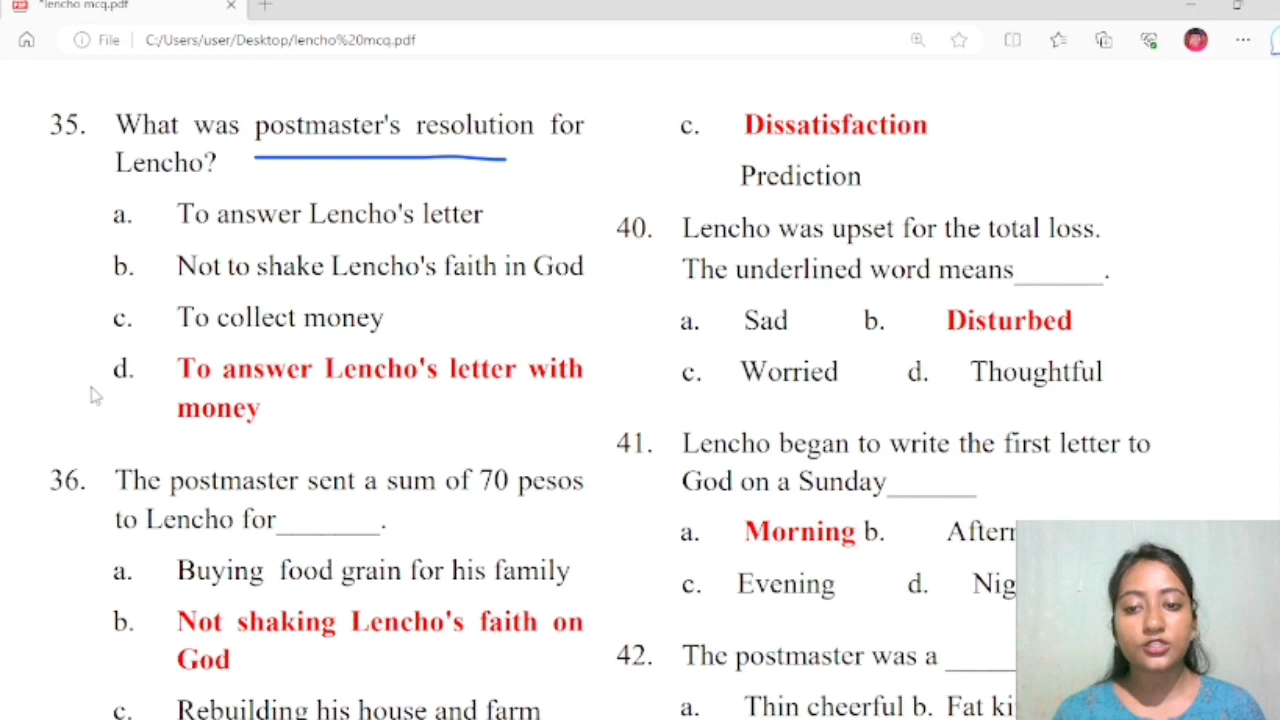 *lencho mcq.pdf
File C:/Users/user/Desktop/lencho%20mcq.pdf
35. What was postmaster's resolution for
Lencho?
a. To answer Lencho's letter
b. Not to shake Lencho's faith in God
c. To collect money
d. To answer Lencho's letter with
money
36. The postmaster sent a sum of 70 pesos
to Lencho for______.
a. Buying food grain for his family
b. Not shaking Lencho's faith on
God
c. Rebuilding his house and farm
c. Dissatisfaction
Prediction
40. Lencho was upset for the total loss.
The underlined word means______.
a. Sad b. Disturbed
c. Worried d. Thoughtful
41. Lencho began to write the first letter to
God on a Sunday______
a. Morning b.
c. Evening d.
42. The postmaster was a
a. Thin cheerful b. Fat